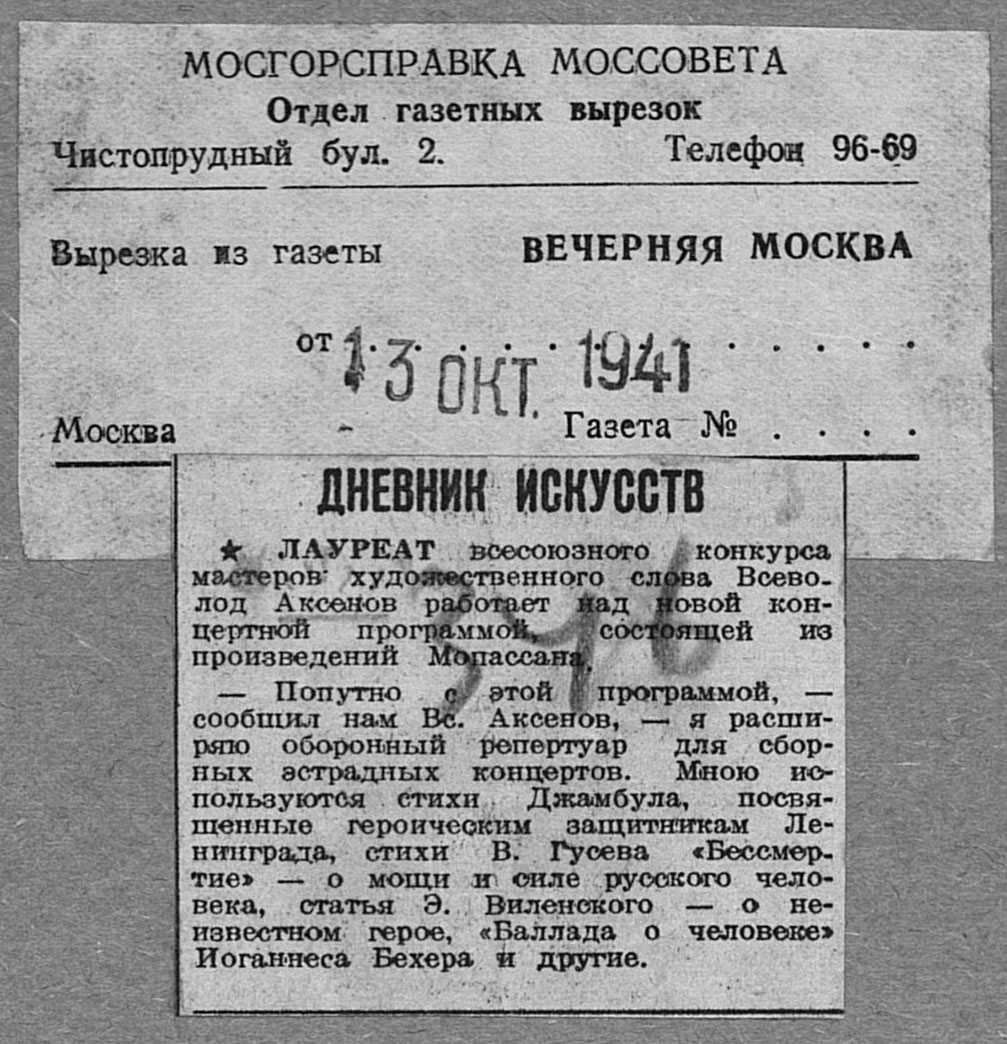 МОСГОРСПРАВКА МОССОВЕТА
Отдел газетных вырезок
Чистопрудный бул. 2. Телефон 96-69
Вырезка из газеты ВЕЧЕРНЯЯ МОСКВА
от 13 ОКТ. 1941 . . . . .
Москва Газета № . . . .
ДНЕВНИК ИСКУССТВ
★ ЛАУРЕАТ всесоюзного конкурса
мастеров художественного слова Всево-
лод Аксенов работает над новой кон-
цертной программой, состоящей из
произведений Мопассана.
— Попутно с этой программой, —
сообщил нам Вс. Аксенов, — я расши-
ряю оборонный репертуар для сбор-
ных эстрадных концертов. Мною ис-
пользуются стихи Джамбула, посвя-
щенные героическим защитникам Ле-
нинграда, стихи В. Гусева «Бессмер-
тие» — о мощи и силе русского чело-
века, статья Э. Виленского — о не-
известном герое, «Баллада о человеке»
Иоганнеса Бехера и другие.